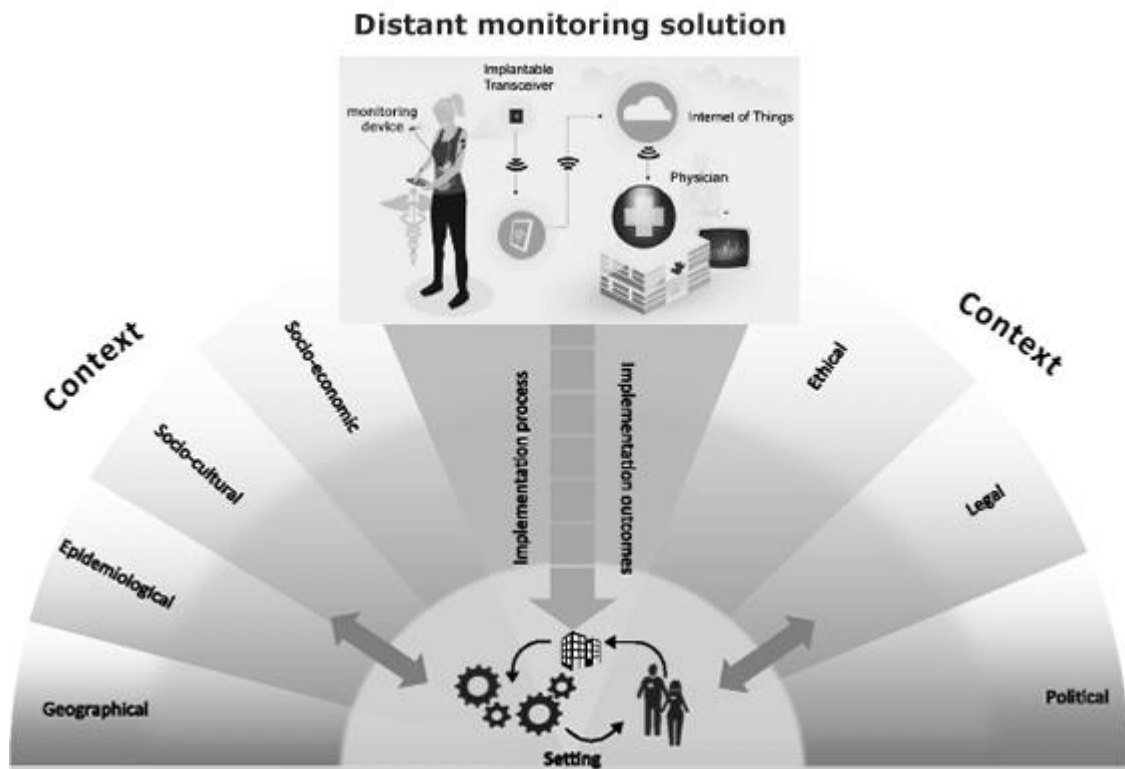 Distant monitoring solution
Implantable
Transceiver
monitoring
device
Internet of Things
Physician
Context
Context
Socio-economic
Socio-cultural
Epidemiological
Geographical
Implementation process
Implementation outcomes
Ethical
Legal
Political
Setting